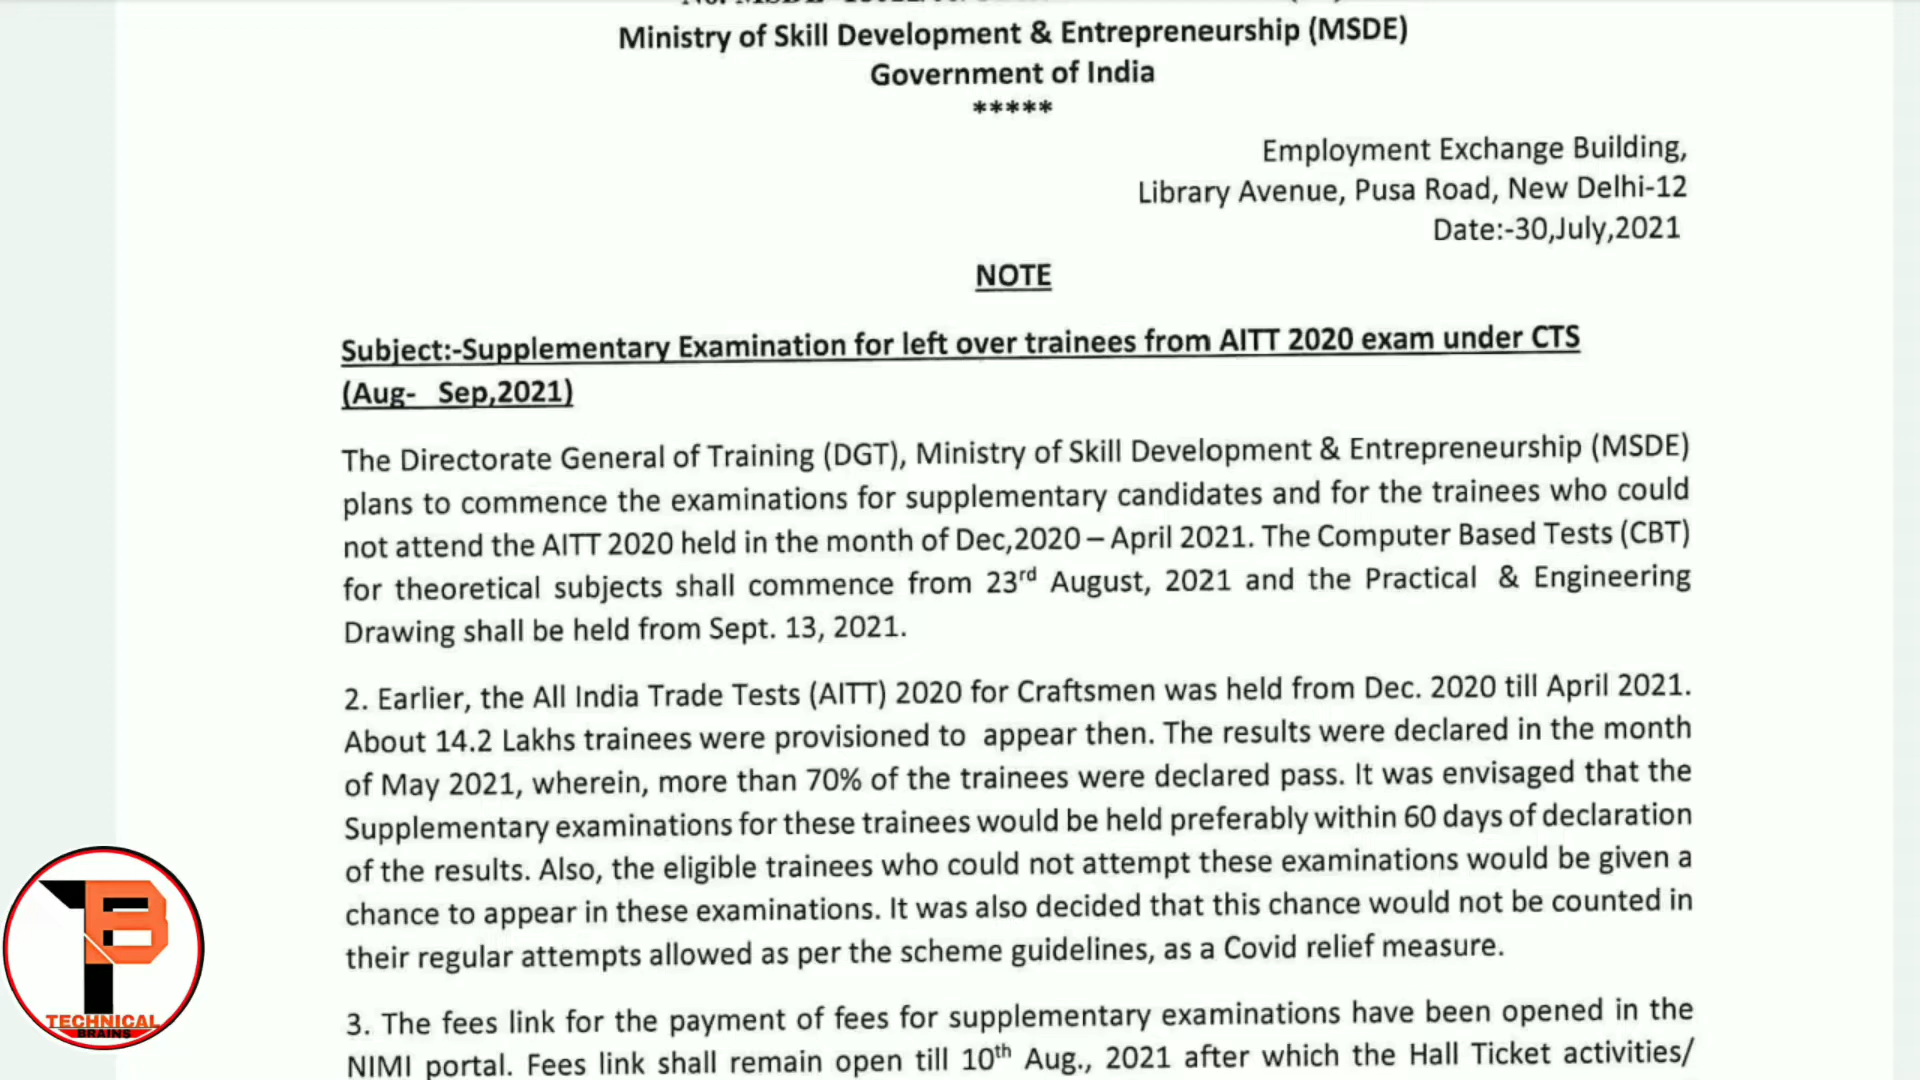 Ministry of Skill Development & Entrepreneurship (MSDE)
Government of India
*****
Employment Exchange Building,
Library Avenue, Pusa Road, New Delhi-12
Date:-30,July,2021
NOTE
Subject:-Supplementary Examination for left over trainees from AITT 2020 exam under CTS
(Aug- Sep,2021)
The Directorate General of Training (DGT), Ministry of Skill Development & Entrepreneurship (MSDE)
plans to commence the examinations for supplementary candidates and for the trainees who could
not attend the AITT 2020 held in the month of Dec,2020 – April 2021. The Computer Based Tests (CBT)
for theoretical subjects shall commence from 23rd August, 2021 and the Practical & Engineering
Drawing shall be held from Sept. 13, 2021.
2. Earlier, the All India Trade Tests (AITT) 2020 for Craftsmen was held from Dec. 2020 till April 2021.
About 14.2 Lakhs trainees were provisioned to appear then. The results were declared in the month
of May 2021, wherein, more than 70% of the trainees were declared pass. It was envisaged that the
Supplementary examinations for these trainees would be held preferably within 60 days of declaration
of the results. Also, the eligible trainees who could not attempt these examinations would be given a
chance to appear in these examinations. It was also decided that this chance would not be counted in
their regular attempts allowed as per the scheme guidelines, as a Covid relief measure.
3. The fees link for the payment of fees for supplementary examinations have been opened in the
NIMI portal. Fees link shall remain open till 10th Aug., 2021 after which the Hall Ticket activities/
TB
TECHNICAL
BRAINS